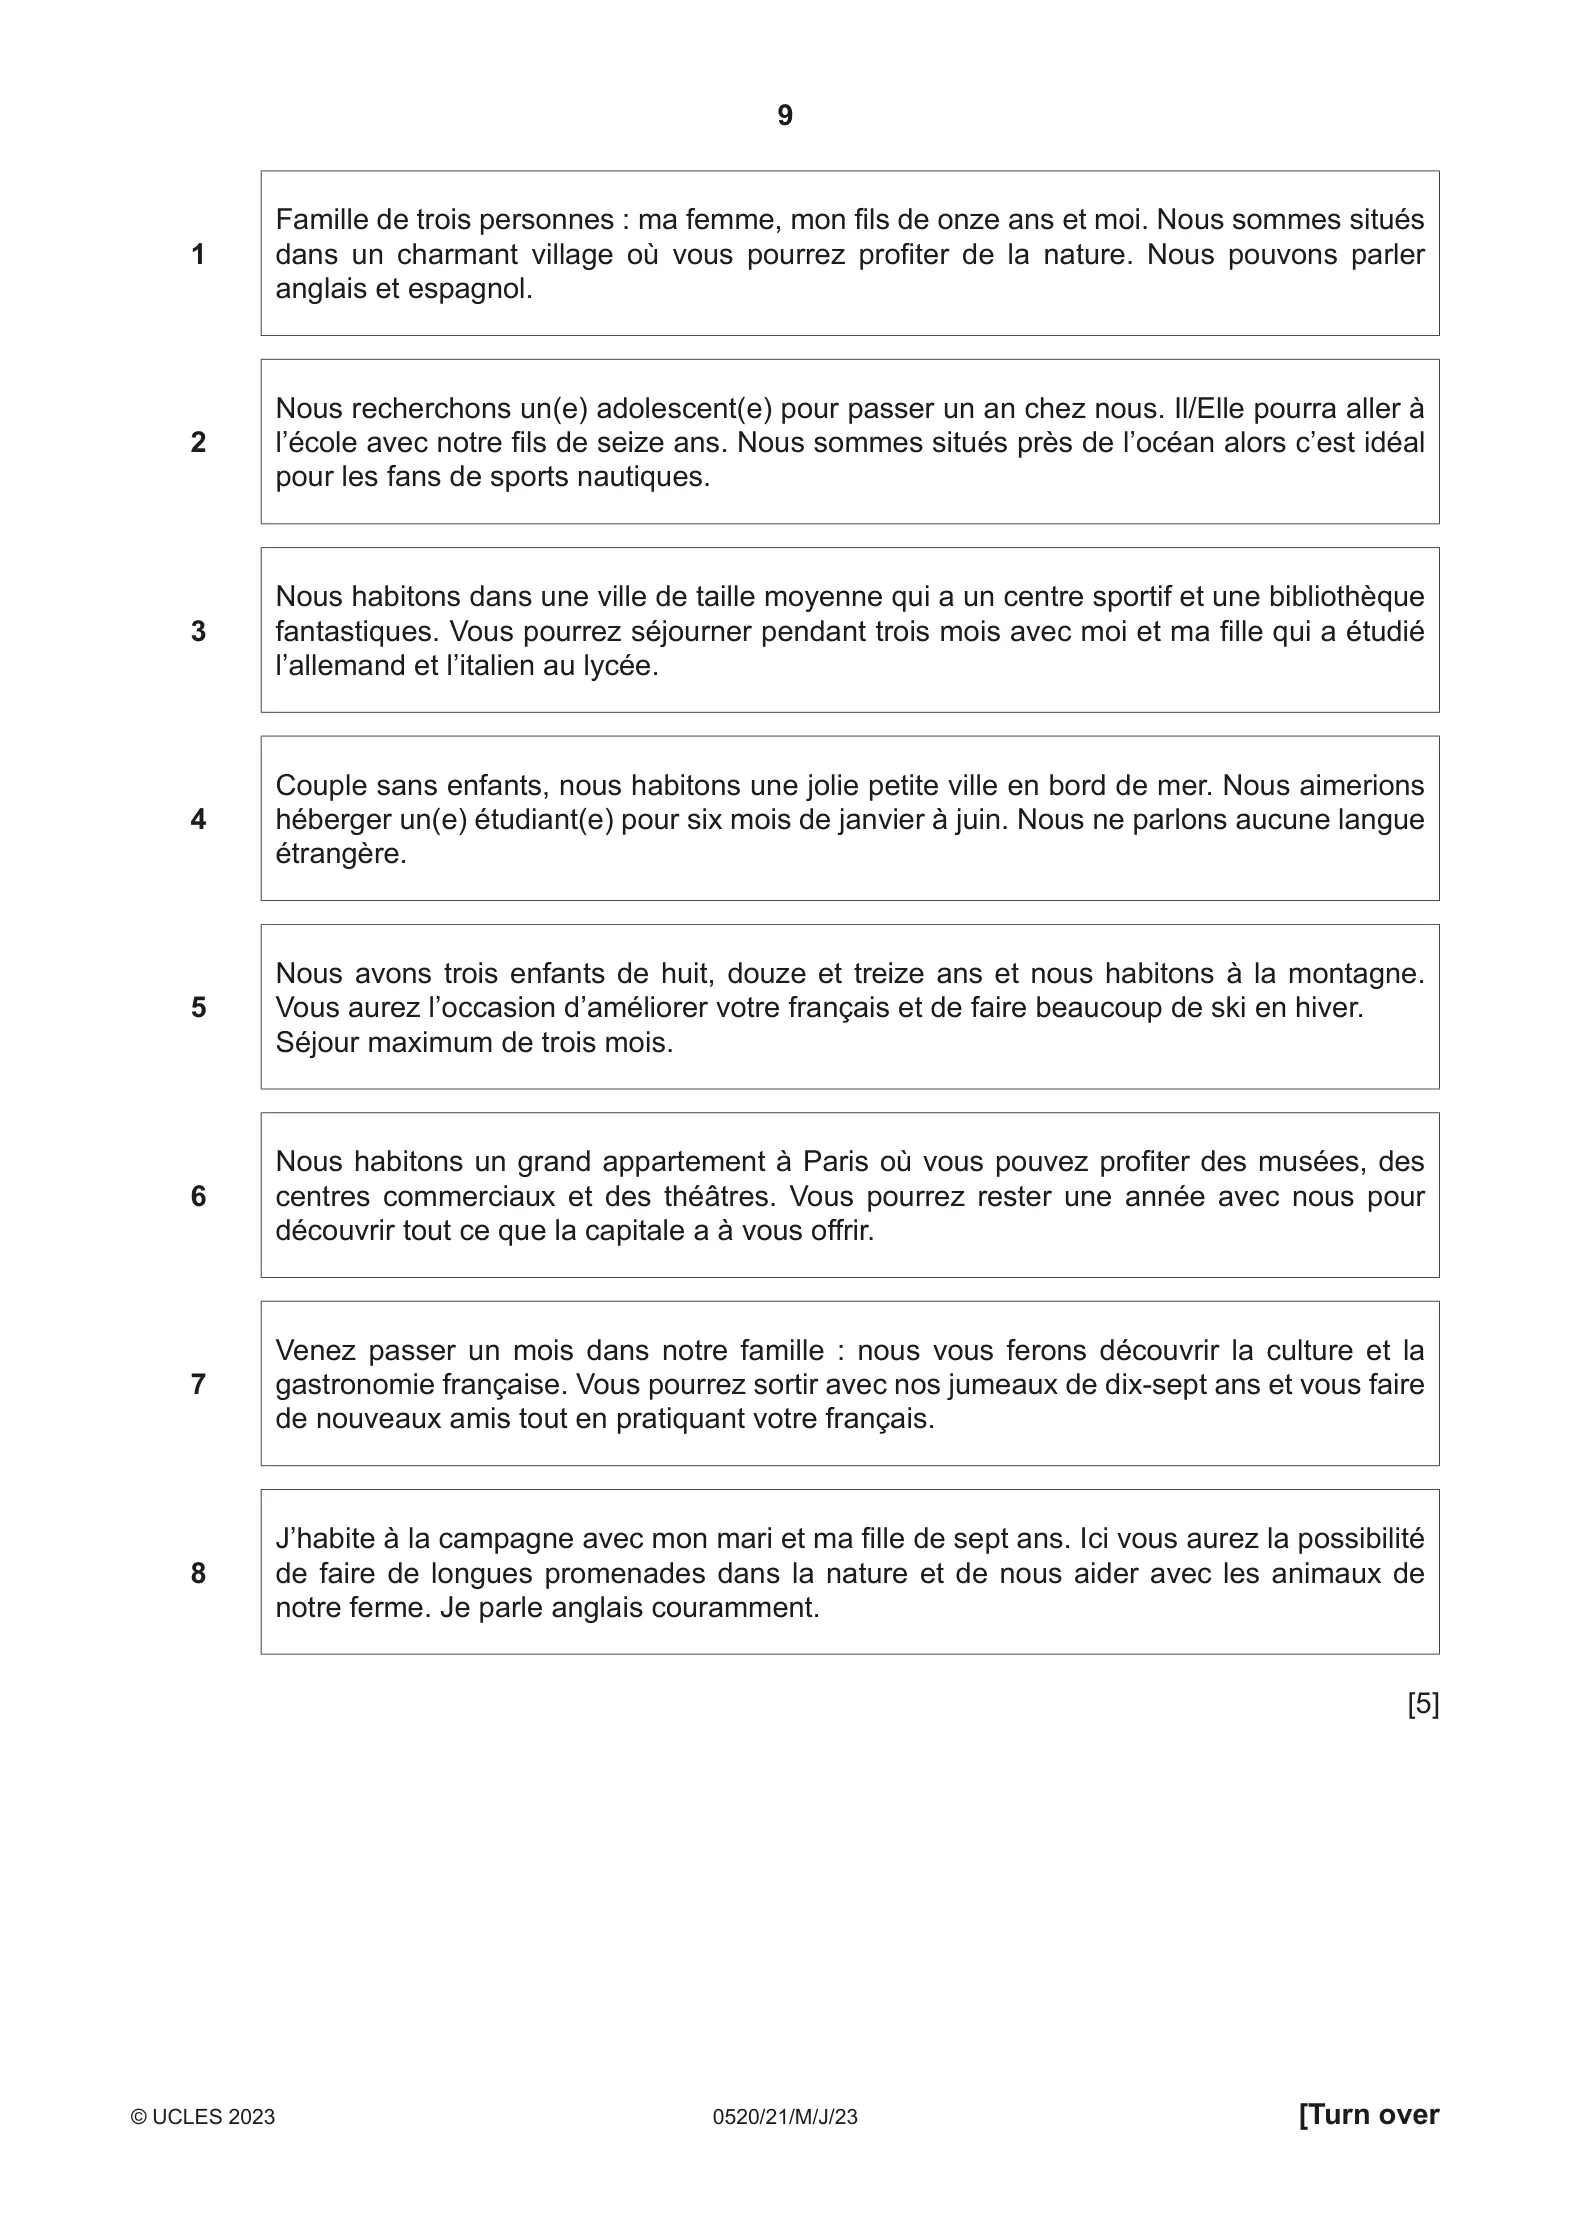 9
1
Famille de trois personnes : ma femme, mon fils de onze ans et moi. Nous sommes situés
dans un charmant village où vous pourrez profiter de la nature. Nous pouvons parler
anglais et espagnol.
2
Nous recherchons un(e) adolescent(e) pour passer un an chez nous. Il/Elle pourra aller à
l'école avec notre fils de seize ans. Nous sommes situés près de l'océan alors c'est idéal
pour les fans de sports nautiques.
3
Nous habitons dans une ville de taille moyenne qui a un centre sportif et une bibliothèque
fantastiques. Vous pourrez séjourner pendant trois mois avec moi et ma fille qui a étudié
l'allemand et l'italien au lycée.
4
Couple sans enfants, nous habitons une jolie petite ville en bord de mer. Nous aimerions
héberger un(e) étudiant(e) pour six mois de janvier à juin. Nous ne parlons aucune langue
étrangère.
5
Nous avons trois enfants de huit, douze et treize ans et nous habitons à la montagne.
Vous aurez l'occasion d'améliorer votre français et de faire beaucoup de ski en hiver.
Séjour maximum de trois mois.
6
Nous habitons un grand appartement à Paris où vous pouvez profiter des musées, des
centres commerciaux et des théâtres. Vous pourrez rester une année avec nous pour
découvrir tout ce que la capitale a à vous offrir.
7
Venez passer un mois dans notre famille : nous vous ferons découvrir la culture et la
gastronomie française. Vous pourrez sortir avec nos jumeaux de dix-sept ans et vous faire
de nouveaux amis tout en pratiquant votre français.
8
J'habite à la campagne avec mon mari et ma fille de sept ans. Ici vous aurez la possibilité
de faire de longues promenades dans la nature et de nous aider avec les animaux de
notre ferme. Je parle anglais couramment.
[5]
© UCLES 2023
0520/21/M/J/23
[Turn over